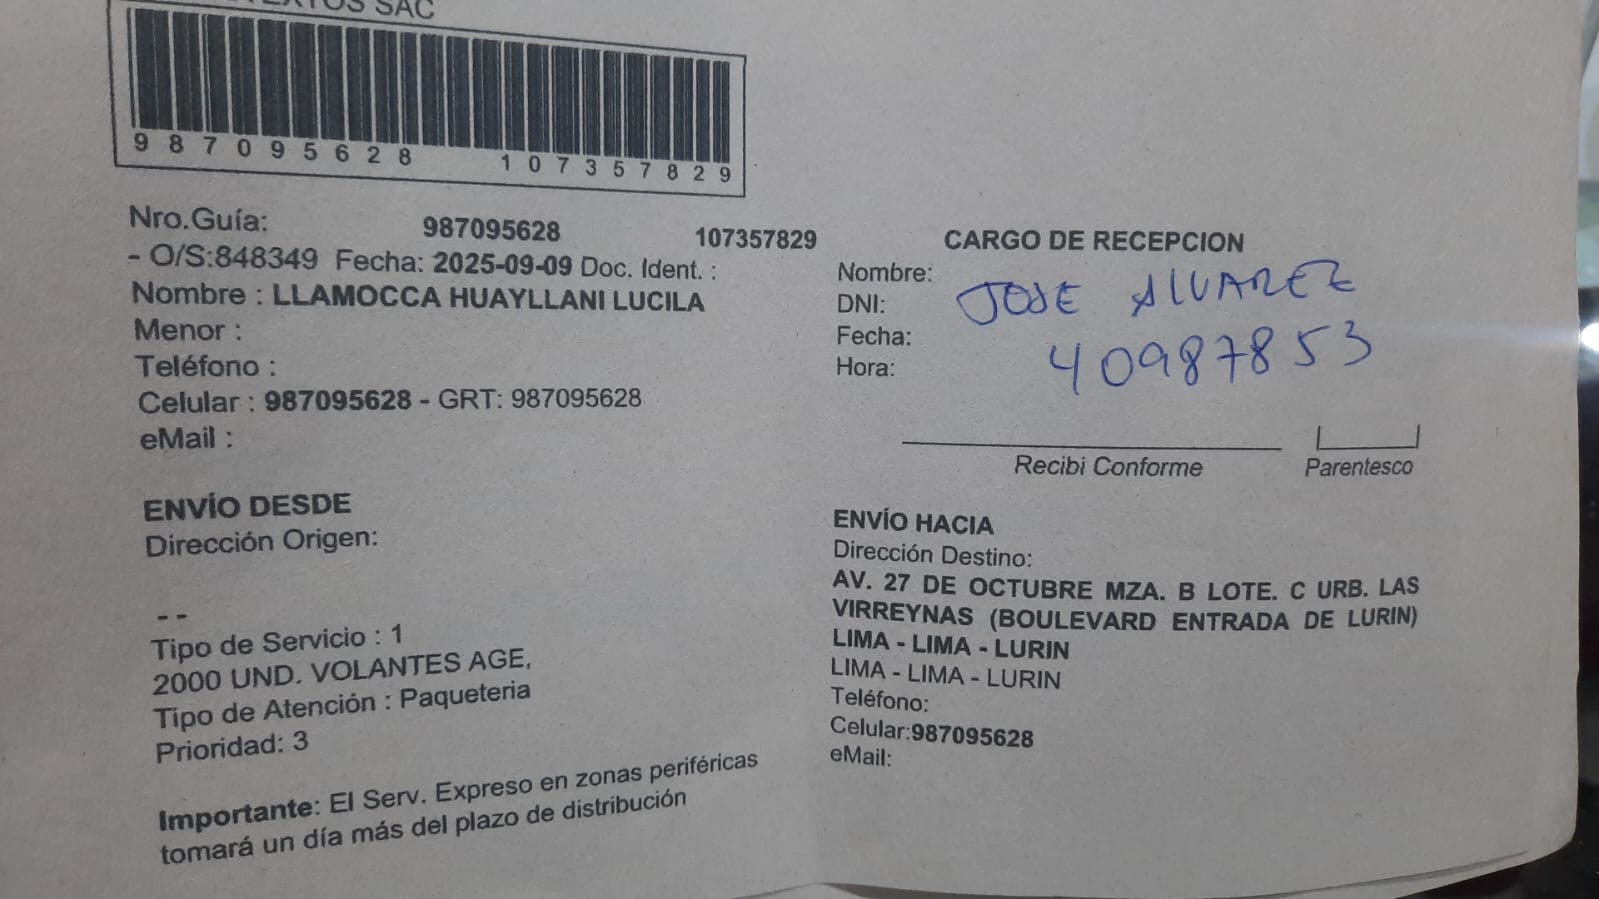 SAC
987095628 107357829
Nro.Guía: 987095628 107357829
- O/S:848349 Fecha: 2025-09-09 Doc. Ident. :
Nombre : LLAMOCCA HUAYLLANI LUCILA
Menor :
Teléfono :
Celular : 987095628 - GRT: 987095628
eMail :
ENVÍO DESDE
Dirección Origen:
- -
Tipo de Servicio : 1
2000 UND. VOLANTES AGE,
Tipo de Atención : Paqueteria
Prioridad: 3
Importante: El Serv. Expreso en zonas periféricas
tomará un día más del plazo de distribución
CARGO DE RECEPCION
Nombre:
JOSE ALVAREZ
DNI:
Fecha:
40987853
Hora:
Recibi Conforme
Parentesco
ENVÍO HACIA
Dirección Destino:
AV. 27 DE OCTUBRE MZA. B LOTE. C URB. LAS
VIRREYNAS (BOULEVARD ENTRADA DE LURIN)
LIMA - LIMA - LURIN
LIMA - LIMA - LURIN
Teléfono:
Celular:987095628
eMail: